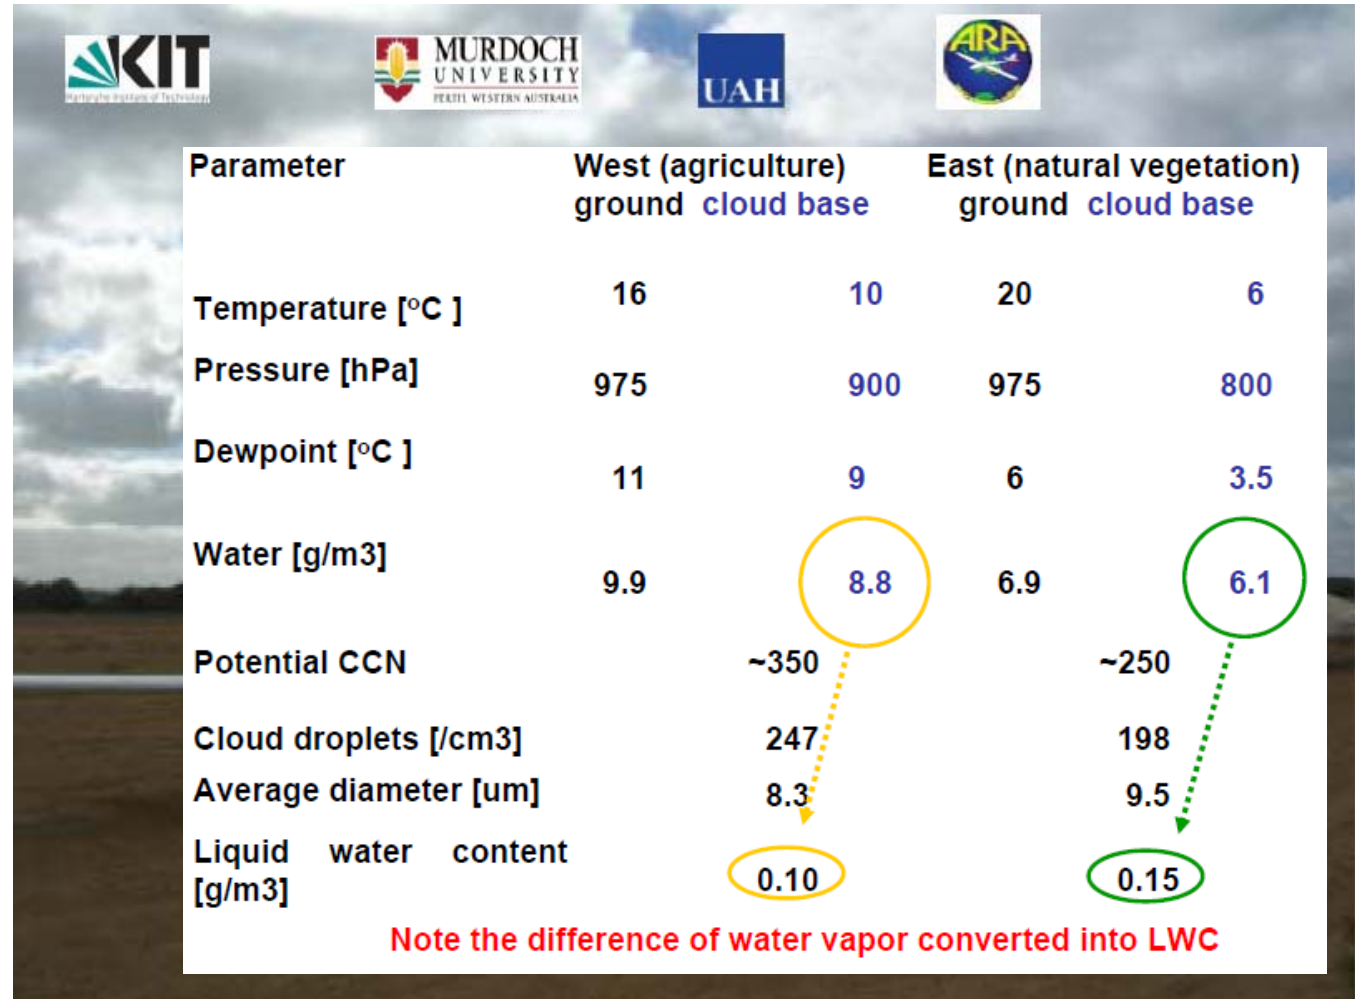 KIT
Karlsruhe Institute of Technology
MURDOCH
UNIVERSITY
PERTH, WESTERN AUSTRALIA
UAH
ARA
Parameter West (agriculture) East (natural vegetation)
ground cloud base ground cloud base
Temperature [°C ] 16 10 20 6
Pressure [hPa] 975 900 975 800
Dewpoint [°C ] 11 9 6 3.5
Water [g/m3] 9.9 8.8 6.9 6.1
Potential CCN ~350 ~250
Cloud droplets [/cm3] 247 198
Average diameter [um] 8.3 9.5
Liquid water content
[g/m3] 0.10 0.15
Note the difference of water vapor converted into LWC